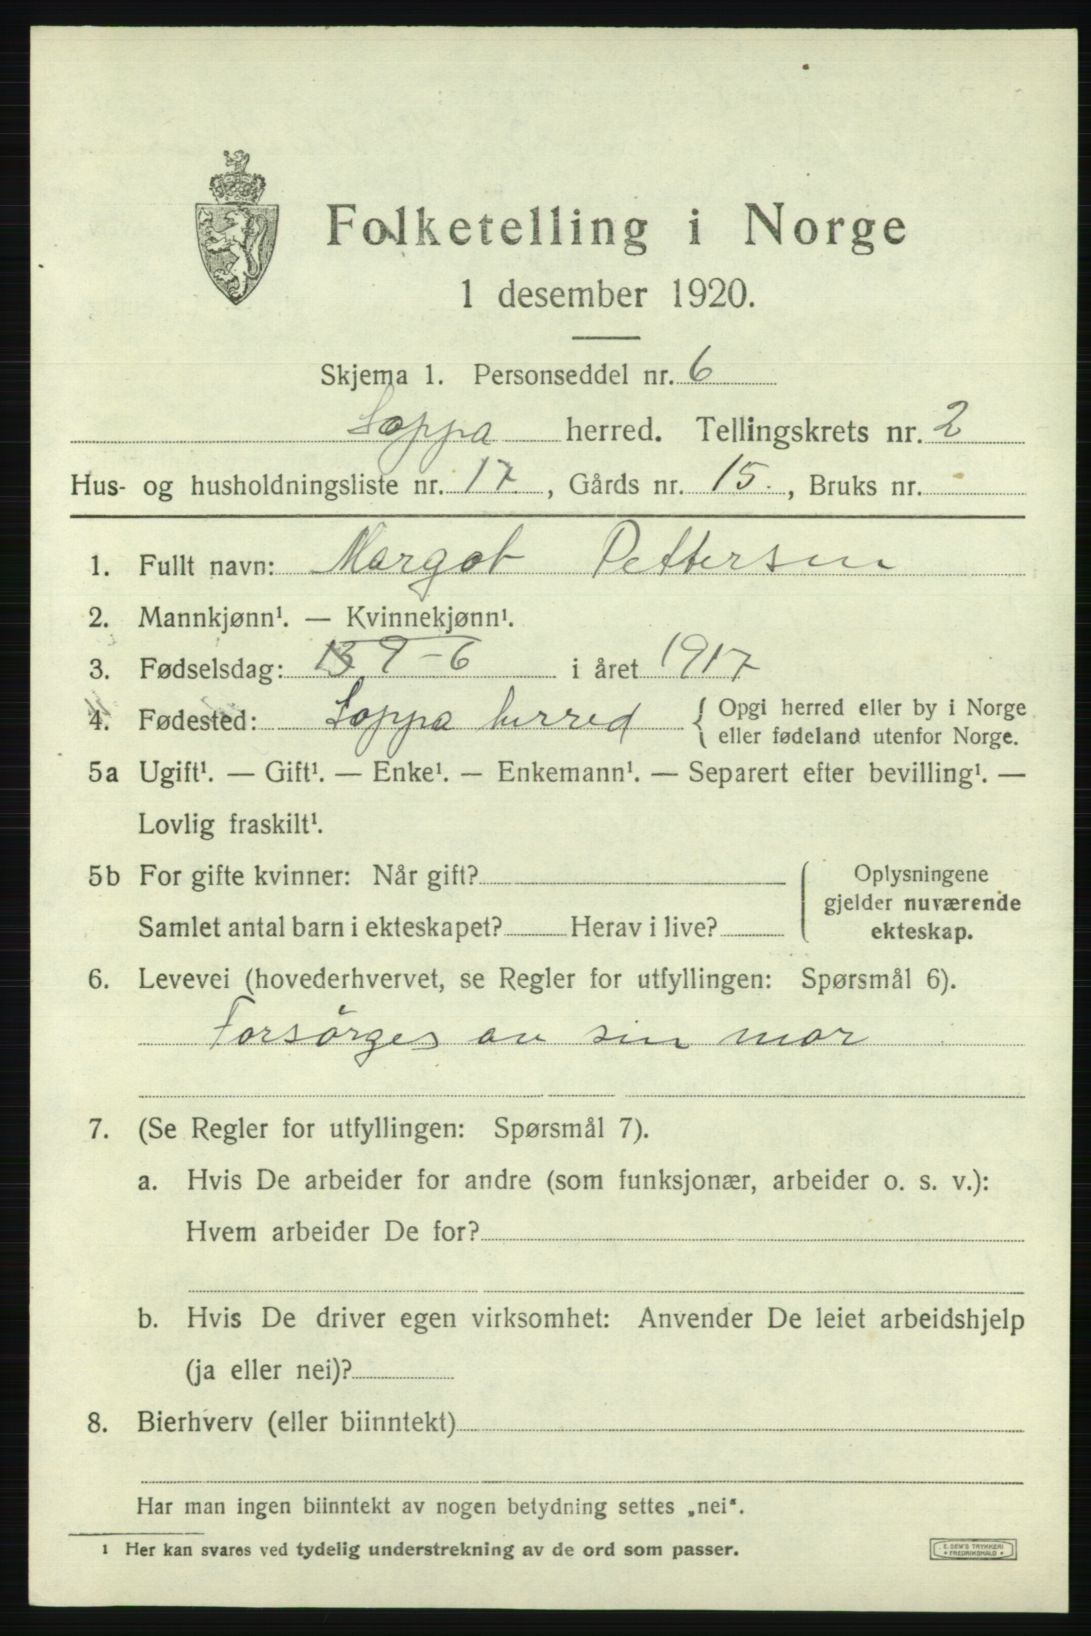 Folketelling i Norge
1 desember 1920.
Skjema 1. Personseddel nr. 6
Loppa herred. Tellingskrets nr. 2
Hus- og husholdningsliste nr. 17, Gårds nr. 15., Bruks nr.
1. Fullt navn: Margot Pettersen
2. Mannkjønn¹. — Kvinnekjønn¹.
3. Fødselsdag: 9-6 i året 1917
4. Fødested: Loppa herred { Opgi herred eller by i Norge
eller fødeland utenfor Norge.
5a Ugift¹. — Gift¹. — Enke¹. — Enkemann¹. — Separert efter bevilling¹. —
Lovlig fraskilt¹.
5b For gifte kvinner: Når gift?
Samlet antal barn i ekteskapet? Herav i live?
Oplysningene
gjelder nuværende
ekteskap.
6. Levevei (hovederhvervet, se Regler for utfyllingen: Spørsmål 6).
Forsörges av sin mor
7. (Se Regler for utfyllingen: Spørsmål 7).
a. Hvis De arbeider for andre (som funksjonær, arbeider o. s. v.):
Hvem arbeider De for?
b. Hvis De driver egen virksomhet: Anvender De leiet arbeidshjelp
(ja eller nei)?
8. Bierhverv (eller biinntekt)
Har man ingen biinntekt av nogen betydning settes „nei".
¹ Her kan svares ved tydelig understrekning av de ord som passer.
E. SEM'S TRYKKERI
• FREDRIKSHALD •